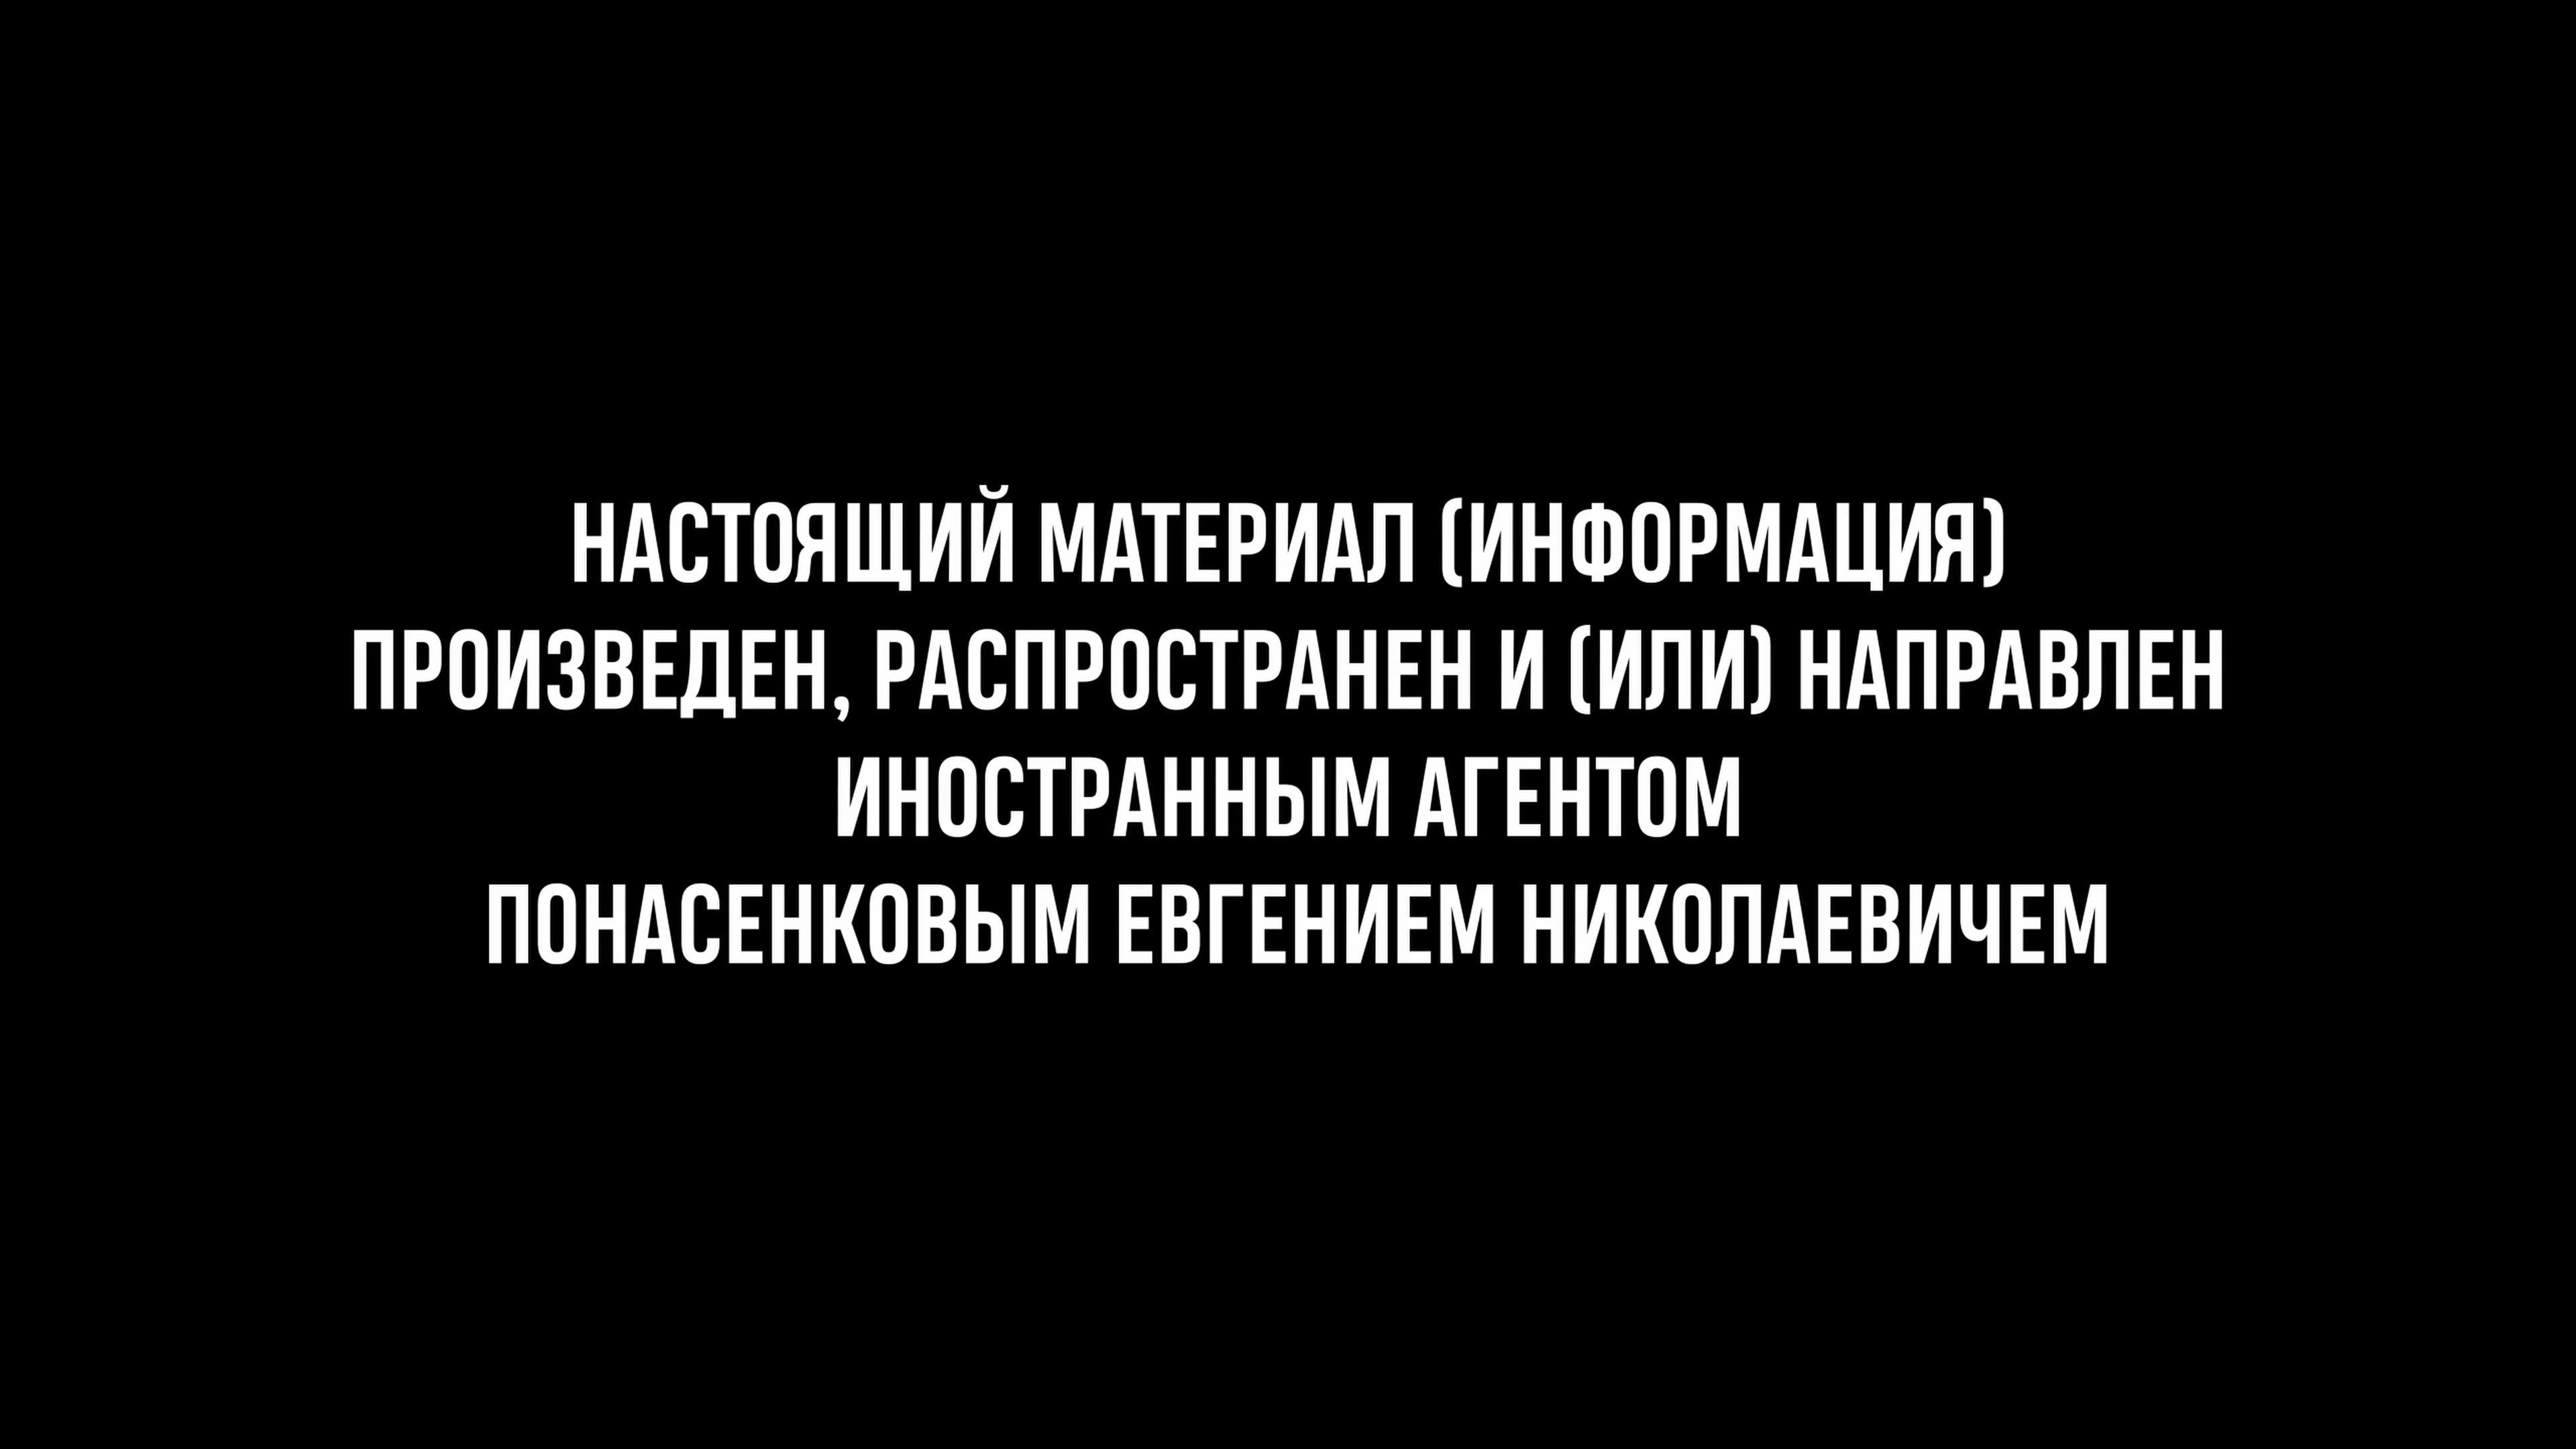 НАСТОЯЩИЙ МАТЕРИАЛ (ИНФОРМАЦИЯ)
ПРОИЗВЕДЕН, РАСПРОСТРАНЕН И (ИЛИ) НАПРАВЛЕН
ИНОСТРАННЫМ АГЕНТОМ
ПОНАСЕНКОВЫМ ЕВГЕНИЕМ НИКОЛАЕВИЧЕМ